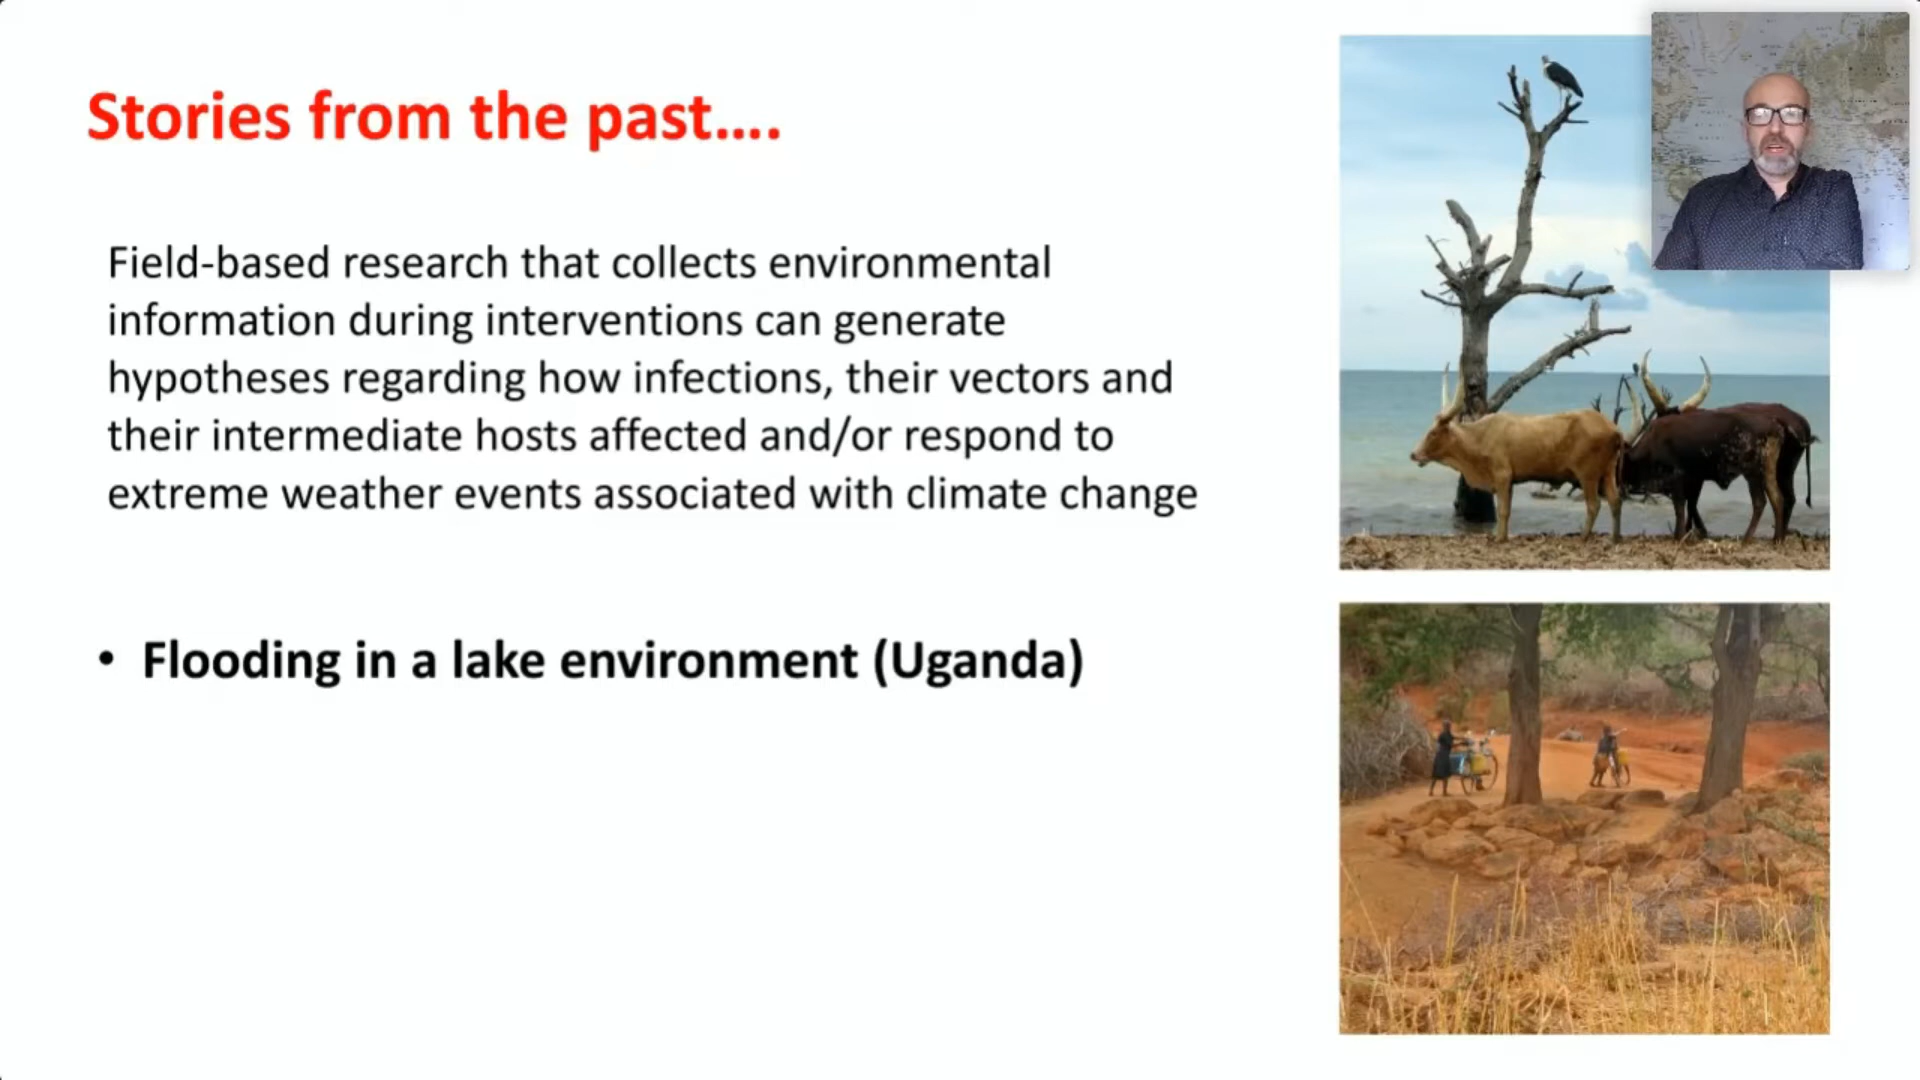 Stories from the past....
Field-based research that collects environmental
information during interventions can generate
hypotheses regarding how infections, their vectors and
their intermediate hosts affected and/or respond to
extreme weather events associated with climate change
• Flooding in a lake environment (Uganda)